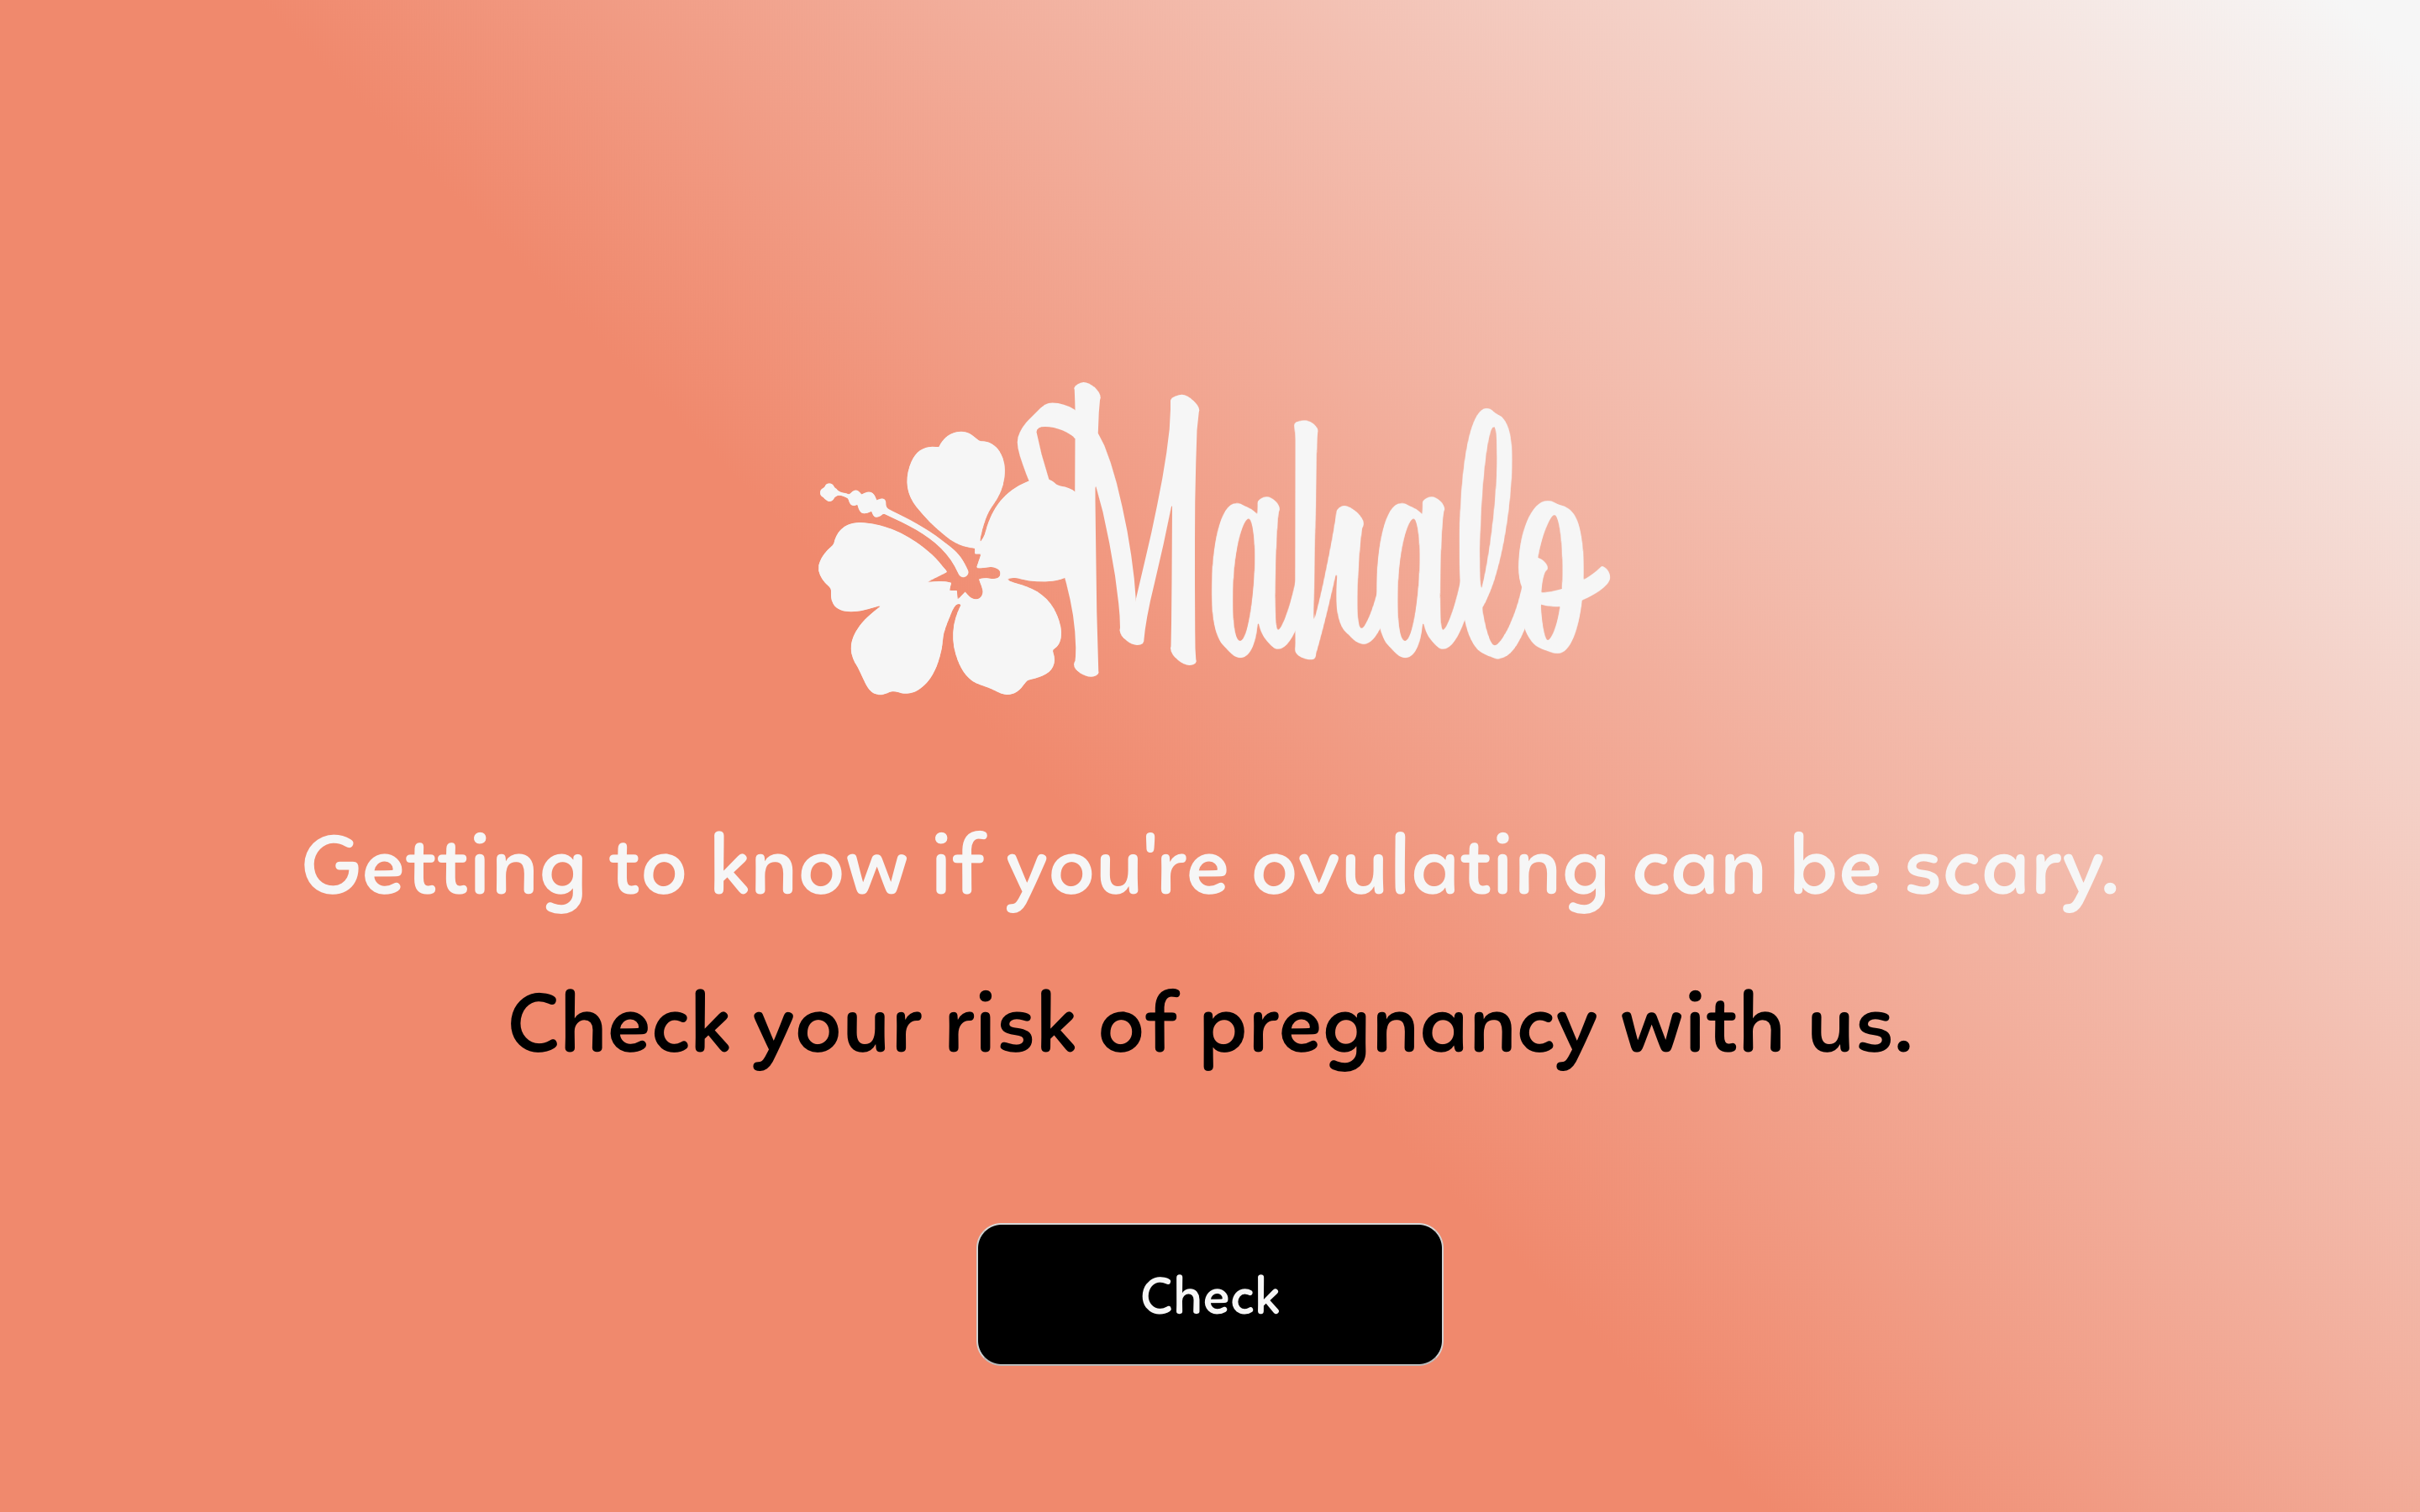 Mahalo
Getting to know if you're ovulating can be scary.
Check your risk of pregnancy with us.
Check